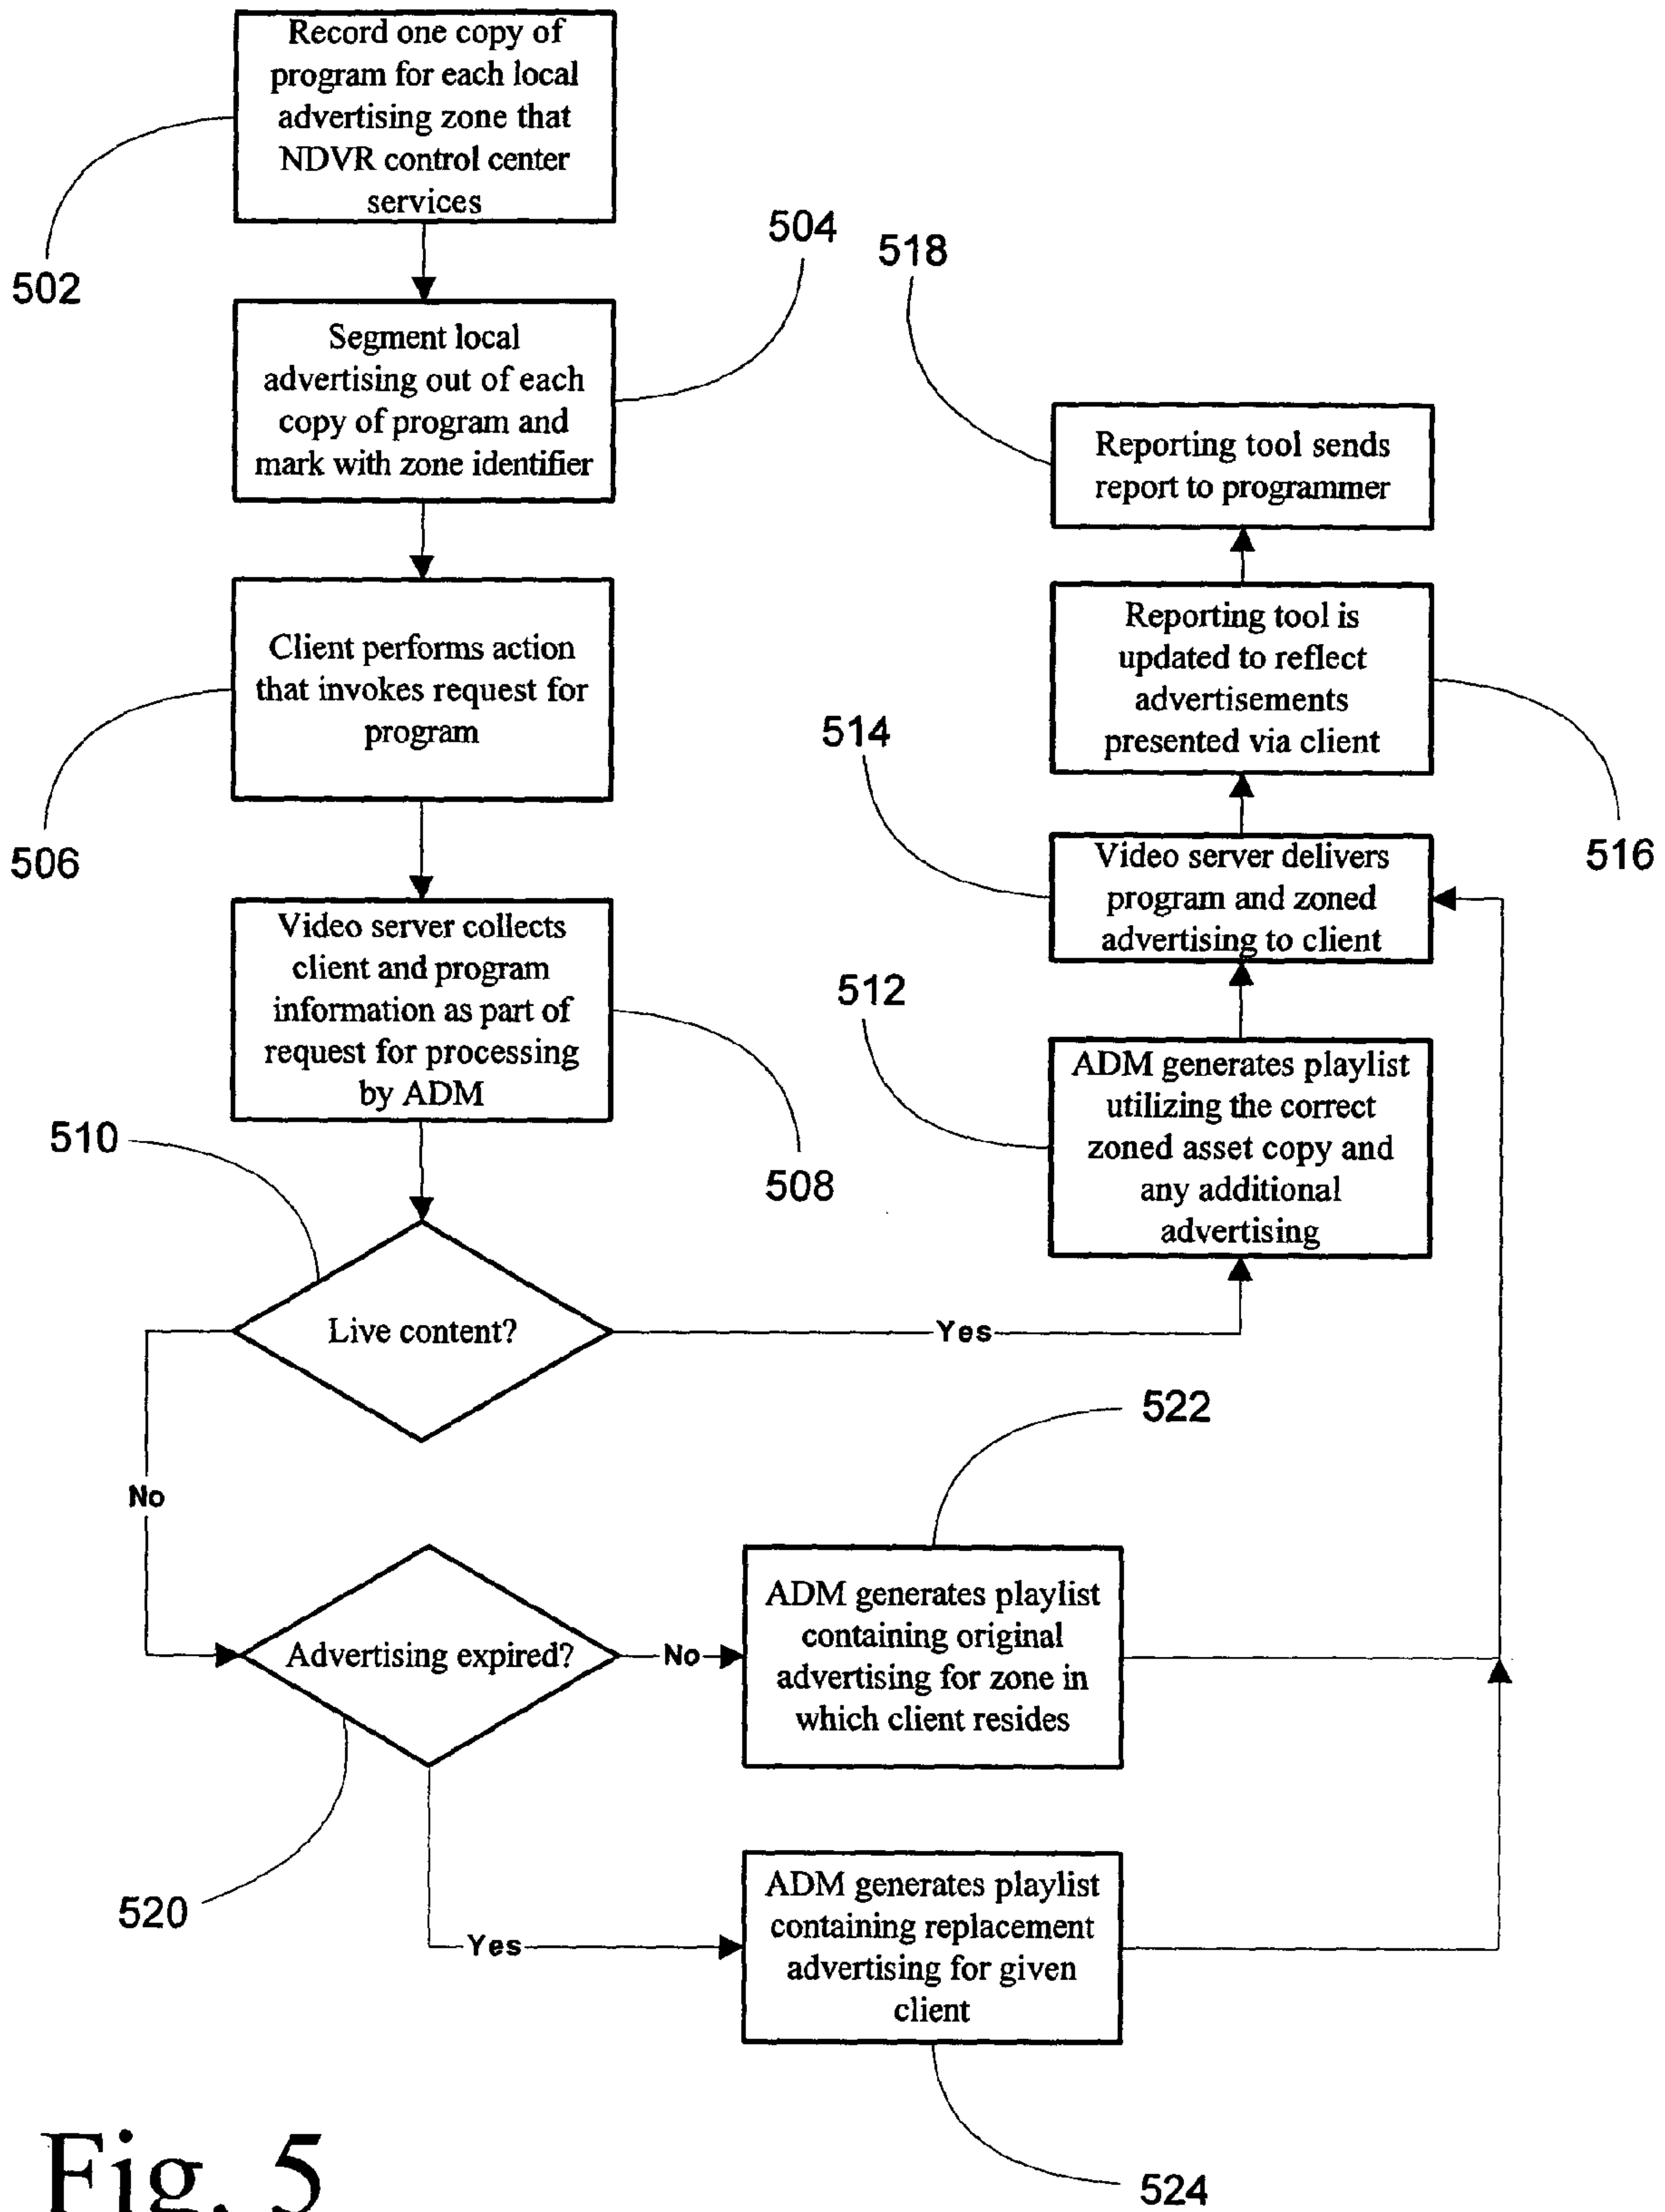 Record one copy of
program for each local
advertising zone that
NDVR control center
services
502
504
Segment local
advertising out of each
copy of program and
mark with zone identifier
Client performs action
that invokes request for
program
506
Video server collects
client and program
information as part of
request for processing
by ADM
508
510
Live content?
Yes
No
518
Reporting tool sends
report to programmer
Reporting tool is
updated to reflect
advertisements
presented via client
516
514
Video server delivers
program and zoned
advertising to client
512
ADM generates playlist
utilizing the correct
zoned asset copy and
any additional
advertising
522
Advertising expired?
No
ADM generates playlist
containing original
advertising for zone in
which client resides
520
Yes
ADM generates playlist
containing replacement
advertising for given
client
524
Fig. 5